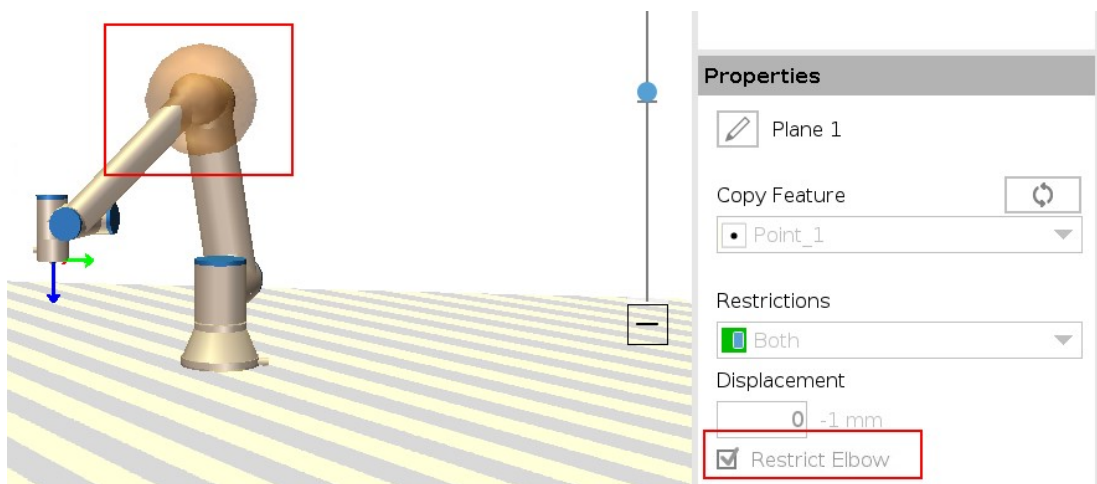 Properties
Plane 1
Copy Feature
Point_1
Restrictions
Both
Displacement
0 -1 mm
Restrict Elbow